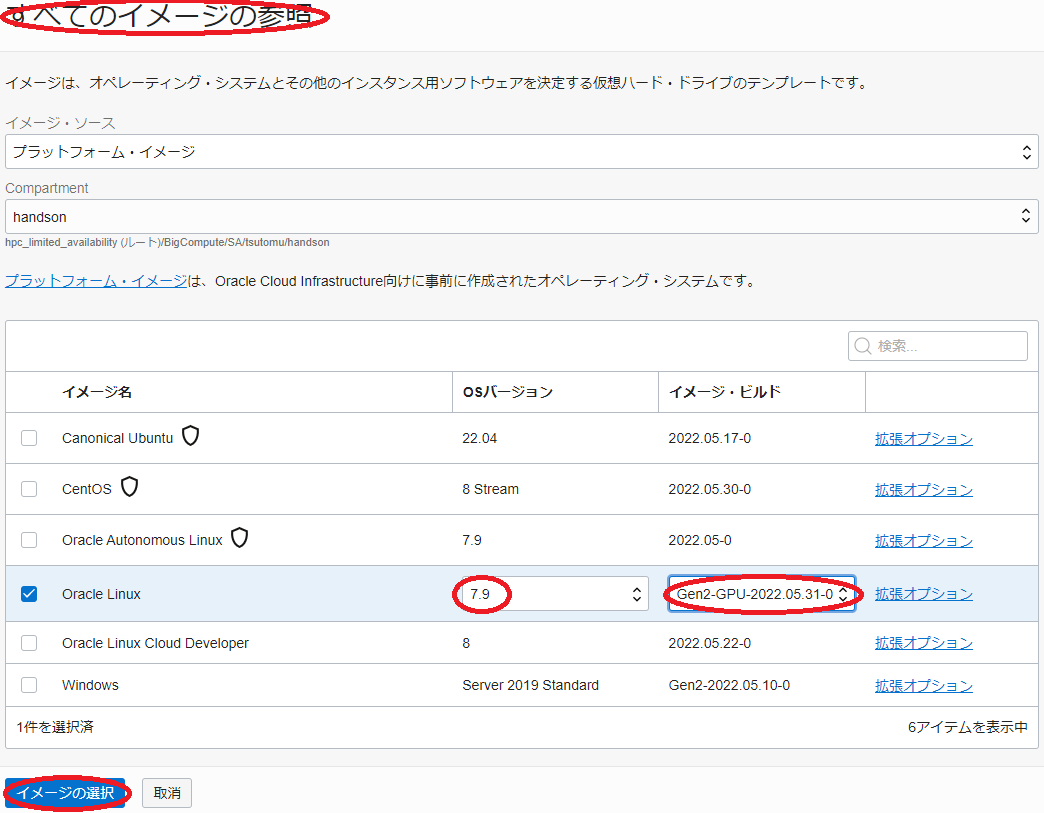 すべてのイメージの参照
イメージは、オペレーティング・システムとその他のインスタンス用ソフトウェアを決定する仮想ハード・ドライブのテンプレートです。
イメージ・ソース
プラットフォーム・イメージ
Compartment
handson
hpc_limited_availability (ルート)/BigCompute/SA/tsutomu/handson
プラットフォーム・イメージは、Oracle Cloud Infrastructure向けに事前に作成されたオペレーティング・システムです。
検索...
イメージ名 OSバージョン イメージ・ビルド
Canonical Ubuntu 22.04 2022.05.17-0 拡張オプション
CentOS 8 Stream 2022.05.30-0 拡張オプション
Oracle Autonomous Linux 7.9 2022.05-0 拡張オプション
Oracle Linux 7.9 Gen2-GPU-2022.05.31-0 拡張オプション
Oracle Linux Cloud Developer 8 2022.05.22-0 拡張オプション
Windows Server 2019 Standard Gen2-2022.05.10-0 拡張オプション
1件を選択済 6アイテムを表示中
イメージの選択 取消